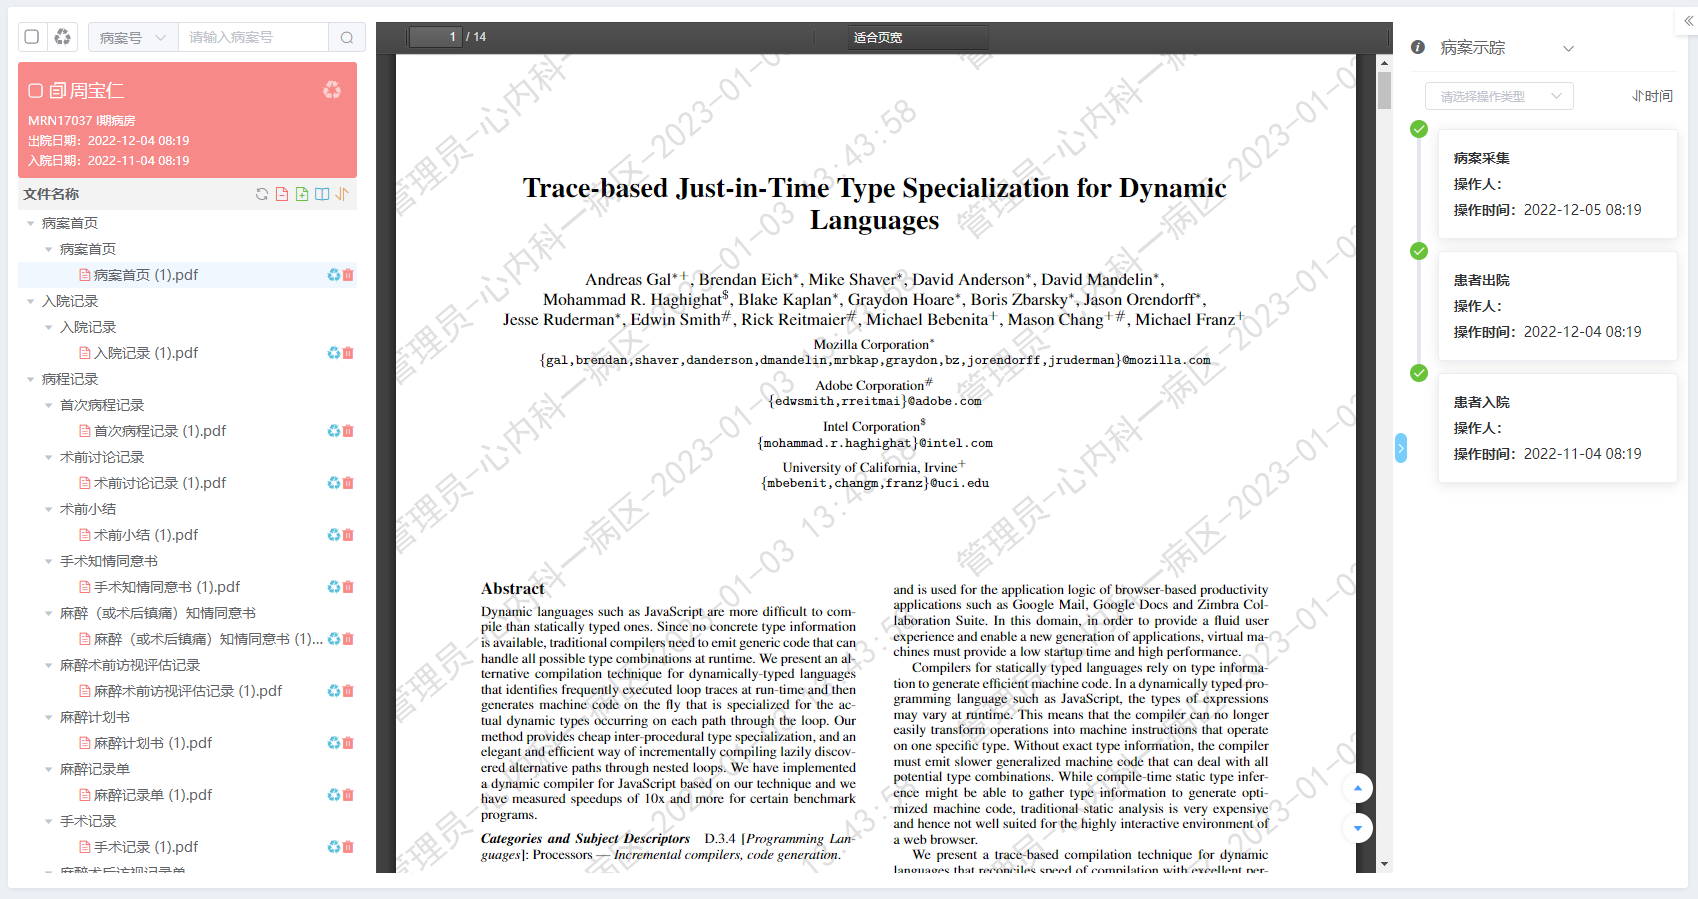 病案号
请输入病案号
周宝仁
MRN17037 I期病房
出院日期：2022-12-04 08:19
入院日期：2022-11-04 08:19
文件名称
病案首页
病案首页
病案首页 (1).pdf
入院记录
入院记录
入院记录 (1).pdf
病程记录
首次病程记录
首次病程记录 (1).pdf
术前讨论记录
术前讨论记录 (1).pdf
术前小结
术前小结 (1).pdf
手术知情同意书
手术知情同意书 (1).pdf
麻醉（或术后镇痛）知情同意书
麻醉（或术后镇痛）知情同意书 (1)...
麻醉术前访视评估记录
麻醉术前访视评估记录 (1).pdf
麻醉计划书
麻醉计划书 (1).pdf
麻醉记录单
麻醉记录单 (1).pdf
手术记录
手术记录 (1).pdf
麻醉术后访视记录单
1 / 14
适合页宽
管理员-心内科一病区-2023-01-03 13:43:58
Trace-based Just-in-Time Type Specialization for Dynamic
Languages
Andreas Gal*+, Brendan Eich*, Mike Shaver*, David Anderson*, David Mandelin*,
Mohammad R. Haghighat$, Blake Kaplan*, Graydon Hoare*, Boris Zbarsky*, Jason Orendorff*,
Jesse Ruderman*, Edwin Smith#, Rick Reitmaier#, Michael Bebenita+, Mason Chang+#, Michael Franz+
Mozilla Corporation*
{gal,brendan,shaver,danderson,dmandelin,mrbkap,graydon,bz,jorendorff,jruderman}@mozilla.com
Adobe Corporation#
{edwsmith,rreitmai}@adobe.com
Intel Corporation$
{mohammad.r.haghighat}@intel.com
University of California, Irvine+
{mbebenit,changm,franz}@uci.edu
Abstract
Dynamic languages such as JavaScript are more difficult to com-
pile than statically typed ones. Since no concrete type information
is available, traditional compilers need to emit generic code that can
handle all possible type combinations at runtime. We present an al-
ternative compilation technique for dynamically-typed languages
that identifies frequently executed loop traces at run-time and then
generates machine code on the fly that is specialized for the ac-
tual dynamic types occurring on each path through the loop. Our
method provides cheap inter-procedural type specialization, and an
elegant and efficient way of incrementally compiling lazily discov-
ered alternative paths through nested loops. We have implemented
a dynamic compiler for JavaScript based on our technique and we
have measured speedups of 10x and more for certain benchmark
programs.
Categories and Subject Descriptors D.3.4 [Programming Lan-
guages]: Processors — Incremental compilers, code generation.
and is used for the application logic of browser-based productivity
applications such as Google Mail, Google Docs and Zimbra Col-
laboration Suite. In this domain, in order to provide a fluid user
experience and enable a new generation of applications, virtual ma-
chines must provide a low startup time and high performance.
Compilers for statically typed languages rely on type informa-
tion to generate efficient machine code. In a dynamically typed pro-
gramming language such as JavaScript, the types of expressions
may vary at runtime. This means that the compiler can no longer
easily transform operations into machine instructions that operate
on one specific type. Without exact type information, the compiler
must emit slower generalized machine code that can deal with all
potential type combinations. While compile-time static type infer-
ence might be able to gather type information to generate opti-
mized machine code, traditional static analysis is very expensive
and hence not well suited for the highly interactive environment of
a web browser.
We present a trace-based compilation technique for dynamic
languages that reconciles speed of compilation with excellent per-
病案示踪
请选择操作类型
时间
病案采集
操作人：
操作时间：2022-12-05 08:19
患者出院
操作人：
操作时间：2022-12-04 08:19
患者入院
操作人：
操作时间：2022-11-04 08:19